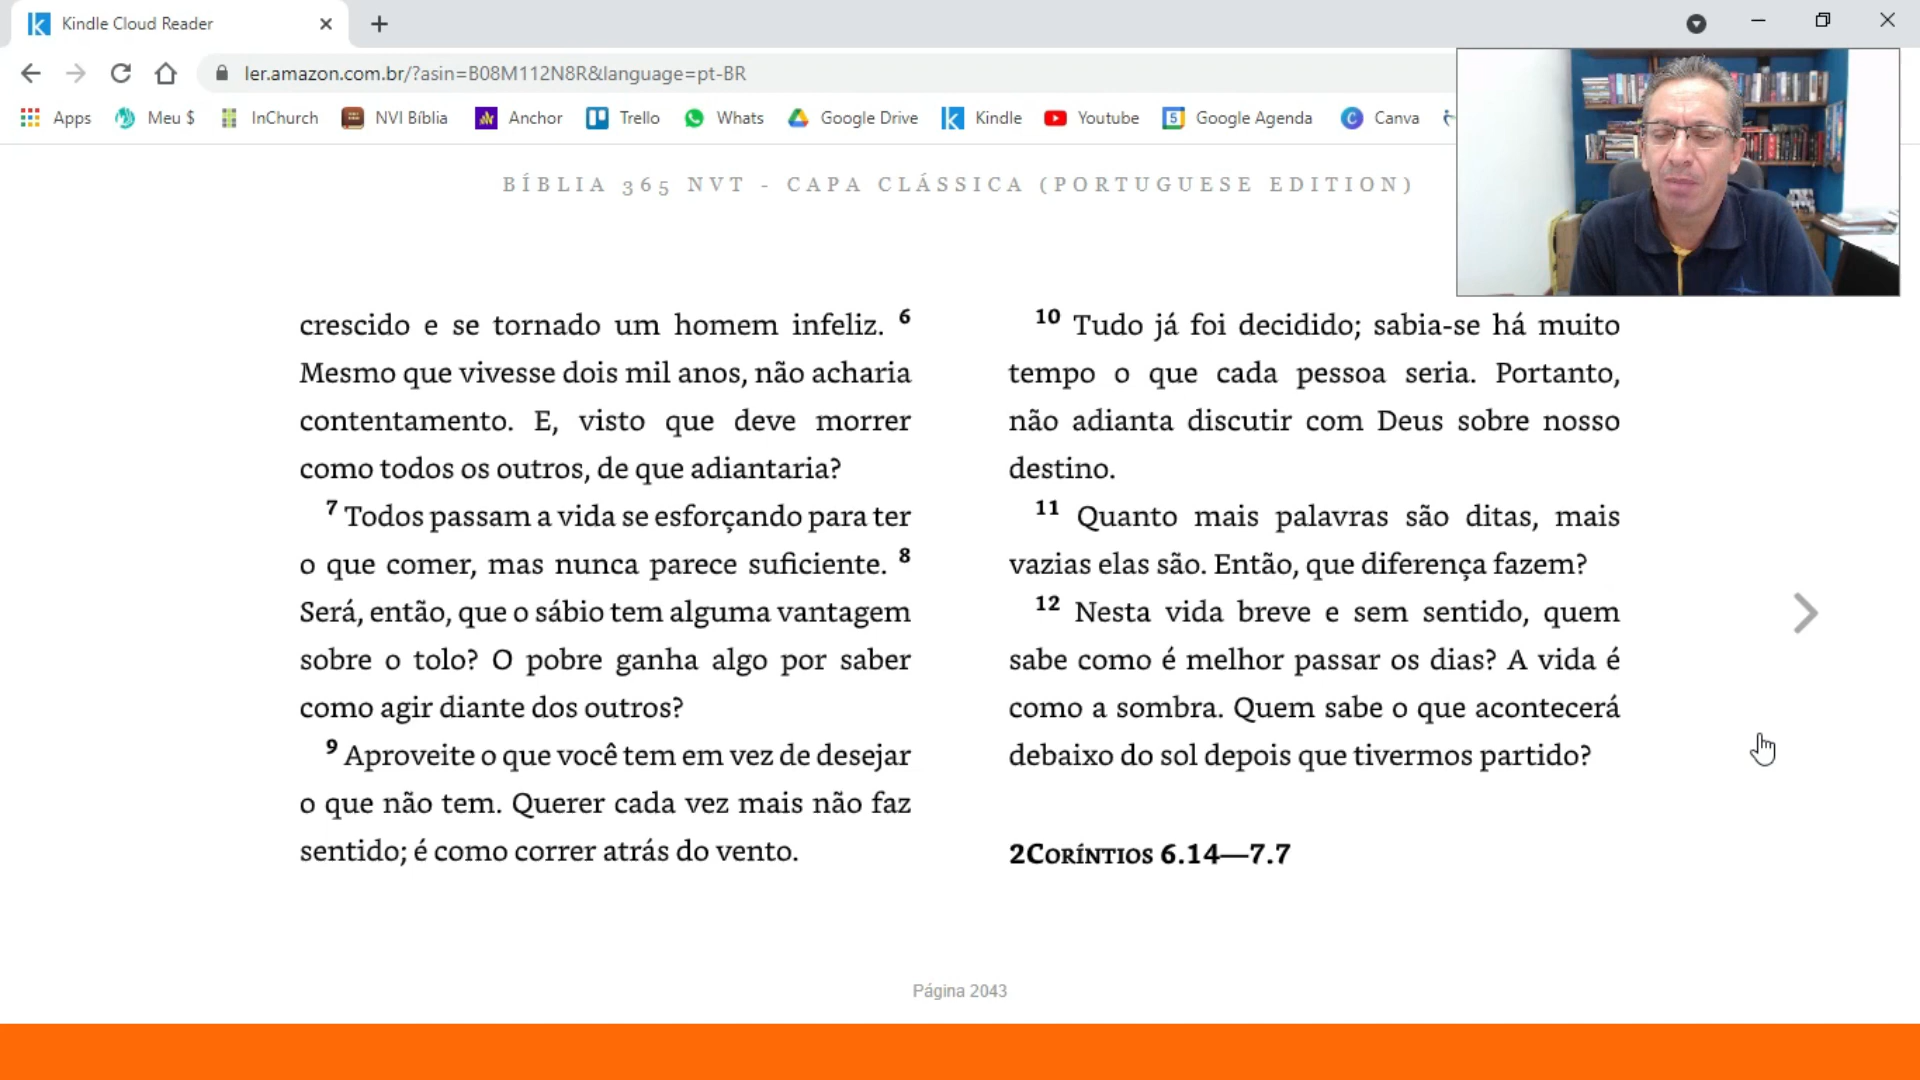 Kindle Cloud Reader
ler.amazon.com.br/?asin=B08M112N8R&language=pt-BR
Apps Meu $ InChurch NVI Bíblia Anchor Trello Whats Google Drive Kindle Youtube 5 Google Agenda C Canva
BÍBLIA 365 NVT - CAPA CLÁSSICA (PORTUGUESE EDITION)
crescido e se tornado um homem infeliz. 6
Mesmo que vivesse dois mil anos, não acharia
contentamento. E, visto que deve morrer
como todos os outros, de que adiantaria?
7 Todos passam a vida se esforçando para ter
o que comer, mas nunca parece suficiente. 8
Será, então, que o sábio tem alguma vantagem
sobre o tolo? O pobre ganha algo por saber
como agir diante dos outros?
9 Aproveite o que você tem em vez de desejar
o que não tem. Querer cada vez mais não faz
sentido; é como correr atrás do vento.
10 Tudo já foi decidido; sabia-se há muito
tempo o que cada pessoa seria. Portanto,
não adianta discutir com Deus sobre nosso
destino.
11 Quanto mais palavras são ditas, mais
vazias elas são. Então, que diferença fazem?
12 Nesta vida breve e sem sentido, quem
sabe como é melhor passar os dias? A vida é
como a sombra. Quem sabe o que acontecerá
debaixo do sol depois que tivermos partido?
2CORÍNTIOS 6.14—7.7
Página 2043